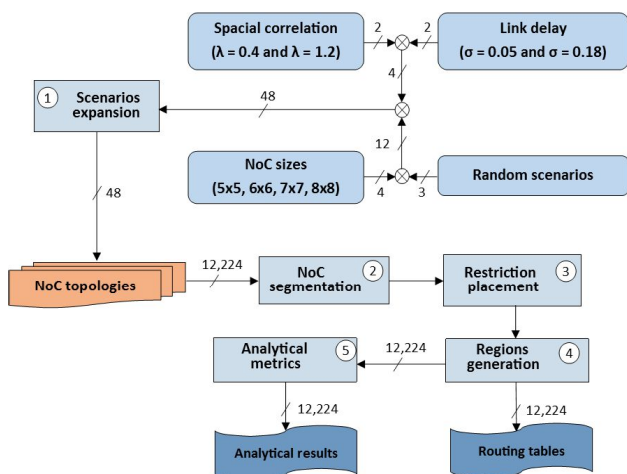 Spacial correlation
(λ = 0.4 and λ = 1.2)
2
2
Link delay
(σ = 0.05 and σ = 0.18)
4
1
Scenarios
expansion
48
12
NoC sizes
(5x5, 6x6, 7x7, 8x8)
4
3
Random scenarios
48
NoC topologies
12,224
NoC
segmentation
2
Restriction
placement
3
Analytical
metrics
5
12,224
Regions
generation
4
12,224
12,224
Analytical results
Routing tables